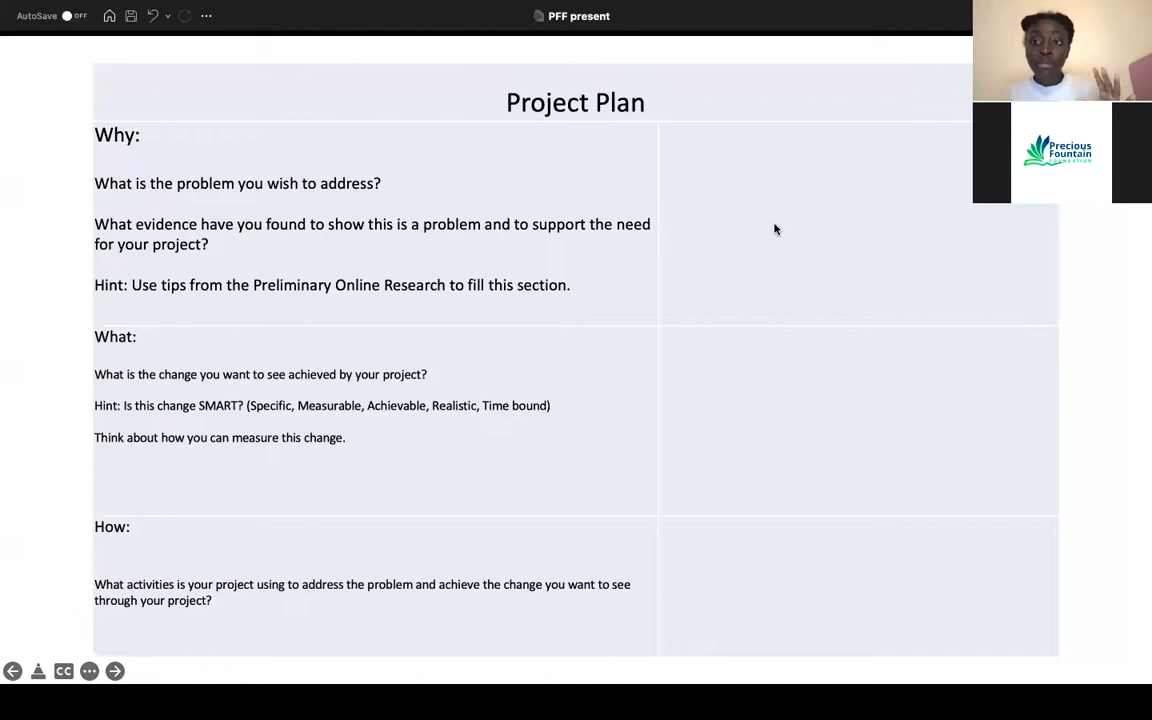 AutoSave OFF
PFF present
Project Plan
Why:
What is the problem you wish to address?
What evidence have you found to show this is a problem and to support the need
for your project?
Hint: Use tips from the Preliminary Online Research to fill this section.
What:
What is the change you want to see achieved by your project?
Hint: Is this change SMART? (Specific, Measurable, Achievable, Realistic, Time bound)
Think about how you can measure this change.
How:
What activities is your project using to address the problem and achieve the change you want to see
through your project?
Precious
Fountain
FOUNDATION
CC